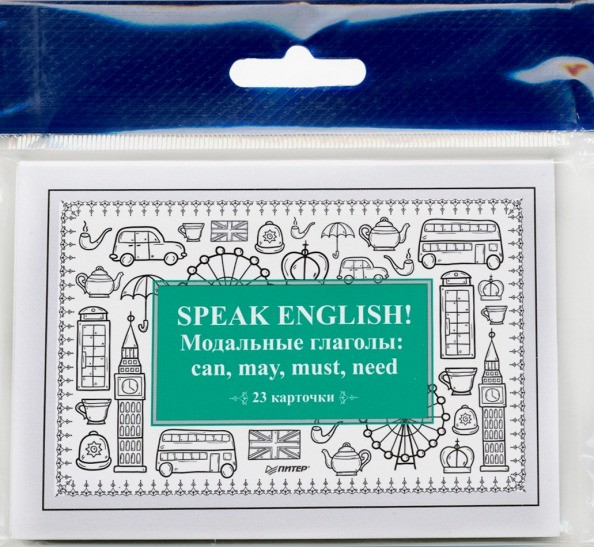 SPEAK ENGLISH!
Модальные глаголы:
can, may, must, need
23 карточки
ПИТЕР®